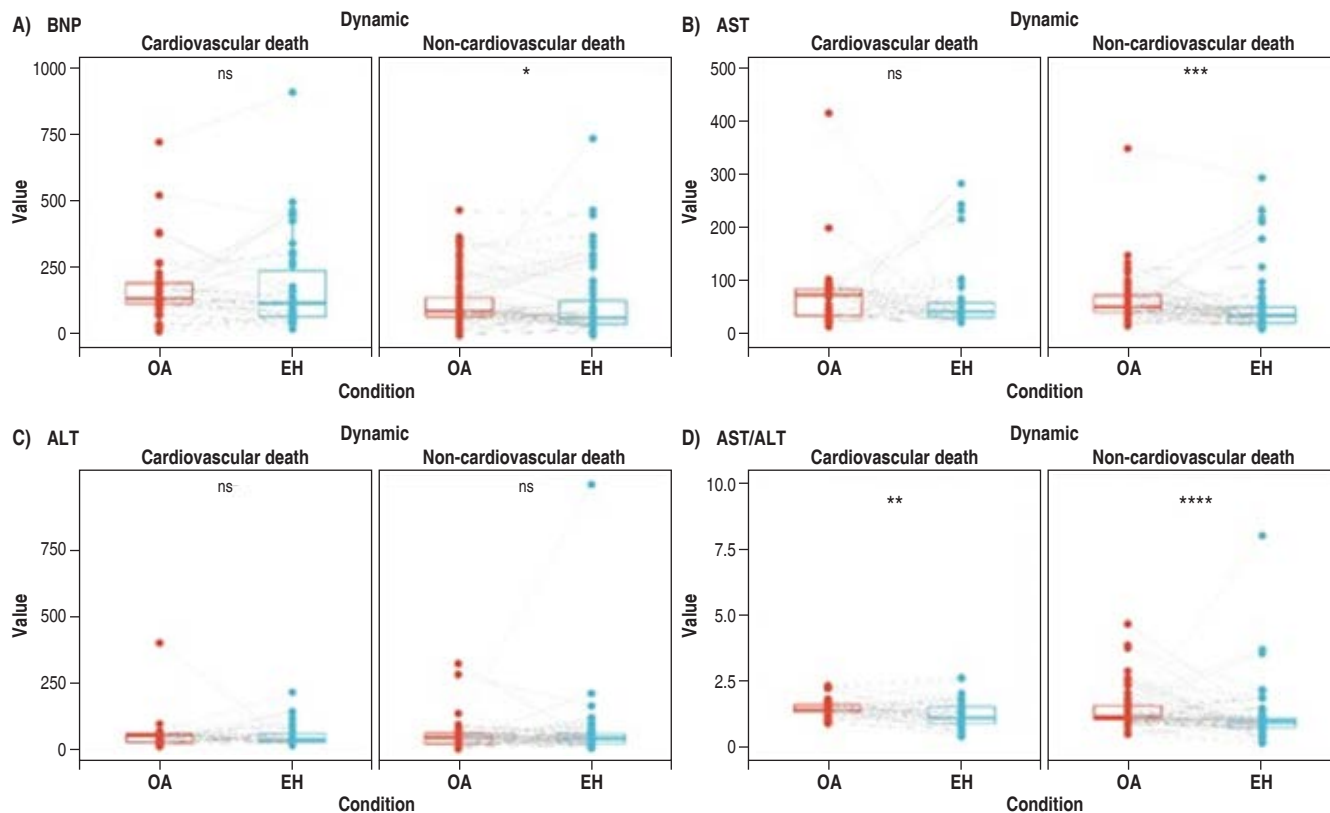 A) BNP
Dynamic
Cardiovascular death
Non-cardiovascular death
ns
*
1000
750
500
250
0
Value
OA
EH
OA
EH
Condition
B) AST
Dynamic
Cardiovascular death
Non-cardiovascular death
ns
***
500
400
300
200
100
0
Value
OA
EH
OA
EH
Condition
C) ALT
Dynamic
Cardiovascular death
Non-cardiovascular death
ns
ns
750
500
250
0
Value
OA
EH
OA
EH
Condition
D) AST/ALT
Dynamic
Cardiovascular death
Non-cardiovascular death
**
****
10.0
7.5
5.0
2.5
0
Value
OA
EH
OA
EH
Condition